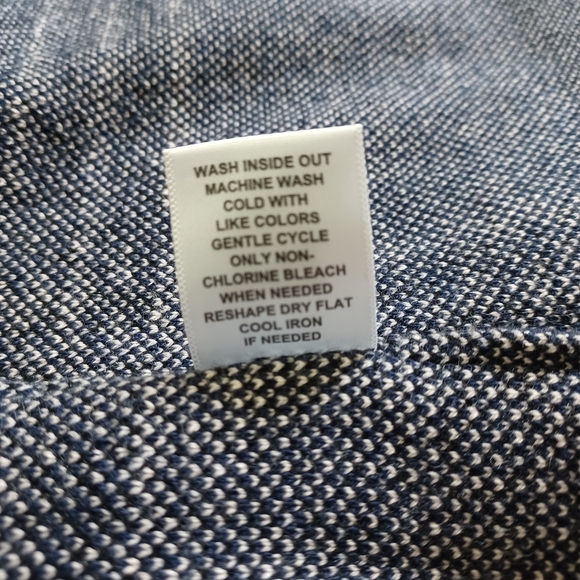 WASH INSIDE OUT
MACHINE WASH
COLD WITH
LIKE COLORS
GENTLE CYCLE
ONLY NON-
CHLORINE BLEACH
WHEN NEEDED
RESHAPE DRY FLAT
COOL IRON
IF NEEDED